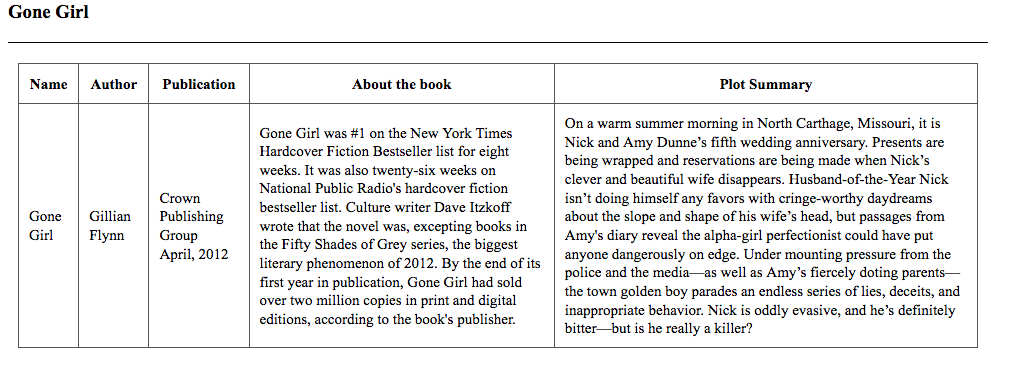 Gone Girl
Name
Author
Publication
About the book
Plot Summary
Gone
Girl
Gillian
Flynn
Crown
Publishing
Group
April, 2012
Gone Girl was #1 on the New York Times
Hardcover Fiction Bestseller list for eight
weeks. It was also twenty-six weeks on
National Public Radio's hardcover fiction
bestseller list. Culture writer Dave Itzkoff
wrote that the novel was, excepting books in
the Fifty Shades of Grey series, the biggest
literary phenomenon of 2012. By the end of its
first year in publication, Gone Girl had sold
over two million copies in print and digital
editions, according to the book's publisher.
On a warm summer morning in North Carthage, Missouri, it is
Nick and Amy Dunne’s fifth wedding anniversary. Presents are
being wrapped and reservations are being made when Nick’s
clever and beautiful wife disappears. Husband-of-the-Year Nick
isn’t doing himself any favors with cringe-worthy daydreams
about the slope and shape of his wife’s head, but passages from
Amy's diary reveal the alpha-girl perfectionist could have put
anyone dangerously on edge. Under mounting pressure from the
police and the media—as well as Amy’s fiercely doting parents—
the town golden boy parades an endless series of lies, deceits, and
inappropriate behavior. Nick is oddly evasive, and he’s definitely
bitter—but is he really a killer?